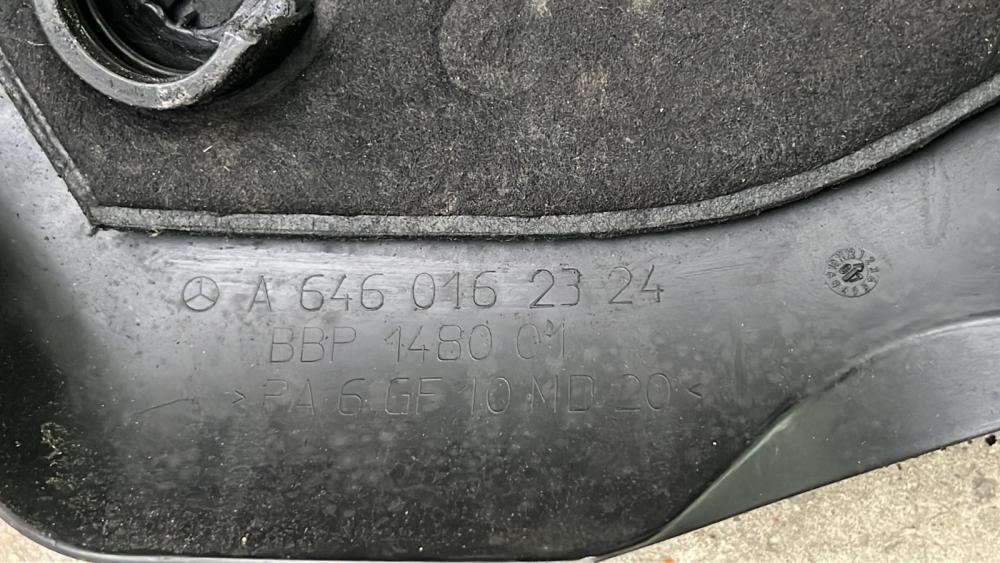 A 646 016 23 24
BBP 1480 01
>PA 6 GF 10 MD 20<